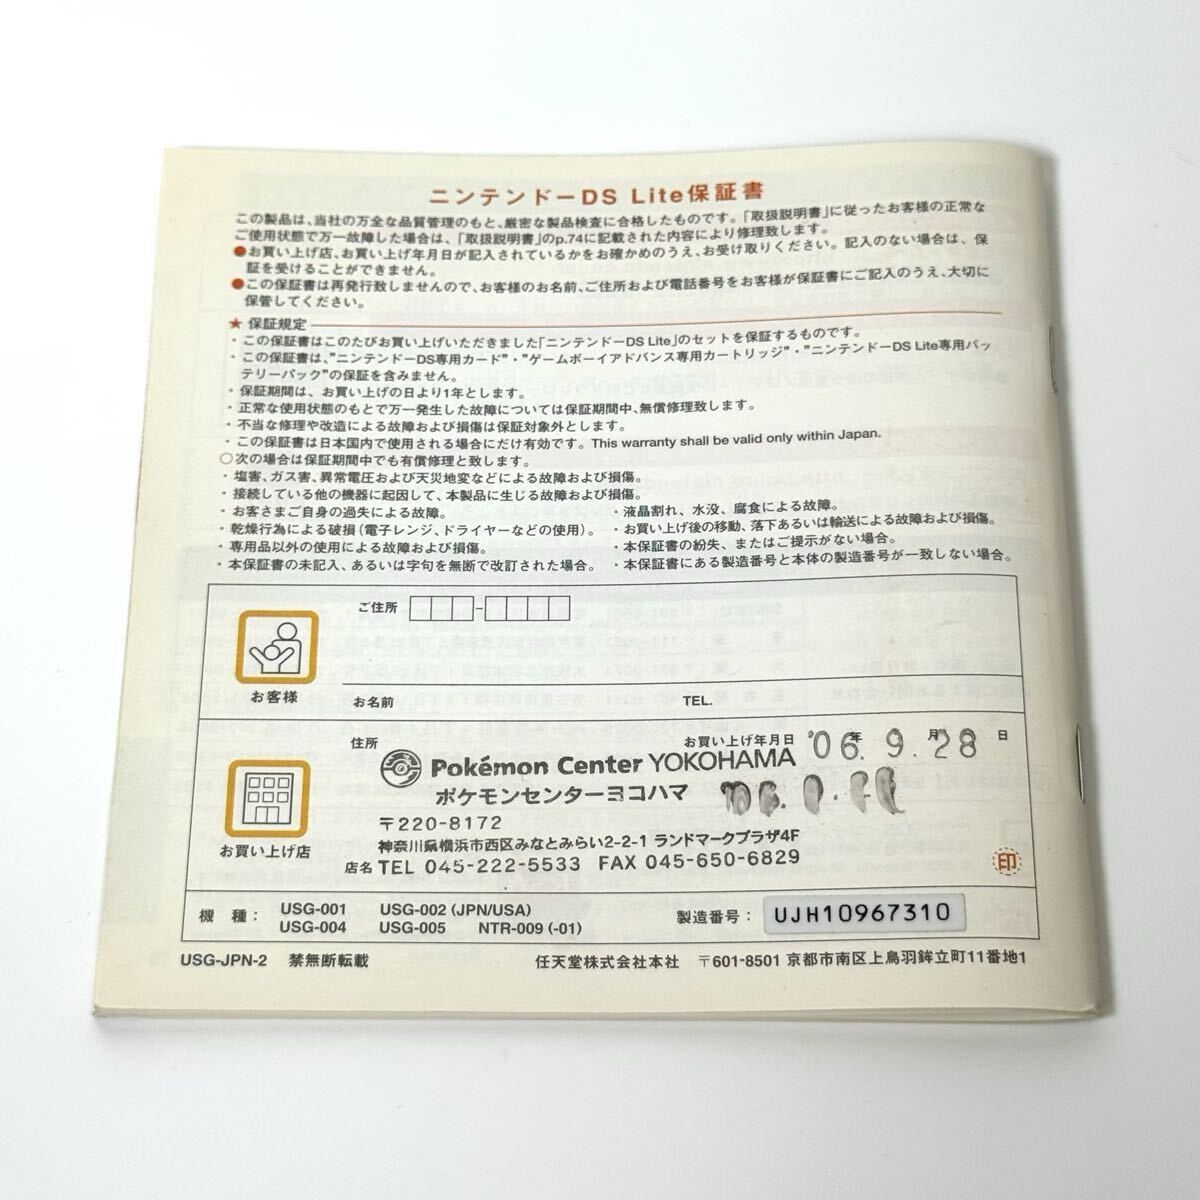 ニンテンドーDS Lite保証書
この製品は、当社の万全な品質管理のもと、厳密な製品検査に合格したものです。「取扱説明書」に従ったお客様の正常な
ご使用状態で万一故障した場合は、「取扱説明書」のp.74に記載された内容により修理致します。
●お買い上げ店、お買い上げ年月日が記入されているかをお確かめのうえ、お受け取りください。記入のない場合は、保
証を受けることができません。
●この保証書は再発行致しませんので、お客様のお名前、ご住所および電話番号をお客様が保証書にご記入のうえ、大切に
保管してください。
★ 保証規定
・この保証書はこのたびお買い上げいただきました「ニンテンドーDS Lite」のセットを保証するものです。
・この保証書は、"ニンテンドーDS専用カード"・"ゲームボーイアドバンス専用カートリッジ"・"ニンテンドーDS Lite専用バッ
テリーパック"の保証を含みません。
・保証期間は、お買い上げの日より1年とします。
・正常な使用状態のもとで万一発生した故障については保証期間中、無償修理致します。
・不当な修理や改造による故障および損傷は保証対象外とします。
・この保証書は日本国内で使用される場合にだけ有効です。This warranty shall be valid only within Japan.
○次の場合は保証期間中でも有償修理と致します。
・塩害、ガス害、異常電圧および天災地変などによる故障および損傷。
・接続している他の機器に起因して、本製品に生じる故障および損傷。
・お客さまご自身の過失による故障。
・乾燥行為による破損(電子レンジ、ドライヤーなどの使用)。
・専用品以外の使用による故障および損傷。
・本保証書の未記入、あるいは字句を無断で改訂された場合。
・液晶割れ、水没、腐食による故障。
・お買い上げ後の移動、落下あるいは輸送による故障および損傷。
・本保証書の紛失、またはご提示がない場合。
・本保証書にある製造番号と本体の製造番号が一致しない場合。
お客様
ご住所
お名前 TEL.
お買い上げ店
住所 お買い上げ年月日 '06年 9月 28日
Pokémon Center YOKOHAMA
ポケモンセンターヨコハマ
〒220-8172
神奈川県横浜市西区みなとみらい2-2-1 ランドマークプラザ4F
店名 TEL 045-222-5533 FAX 045-650-6829
印
機種: USG-001 USG-002 (JPN/USA)
USG-004 USG-005 NTR-009 (-01)
製造番号: UJH10967310
USG-JPN-2 禁無断転載 任天堂株式会社本社 〒601-8501 京都市南区上鳥羽鉾立町11番地1